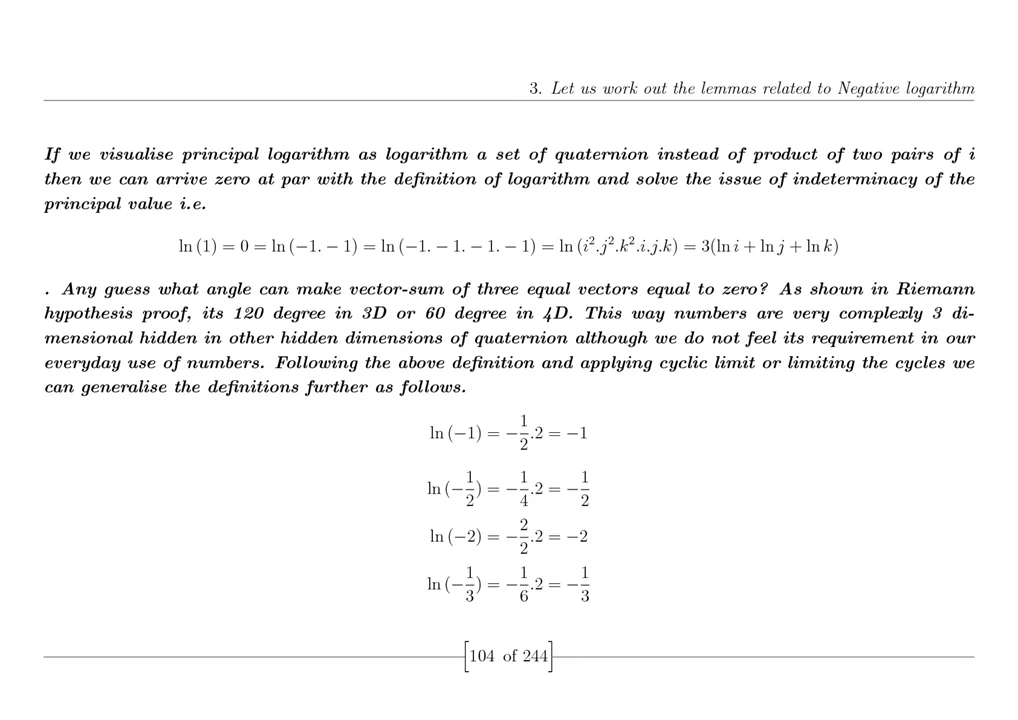 3. Let us work out the lemmas related to Negative logarithm
If we visualise principal logarithm as logarithm a set of quaternion instead of product of two pairs of i
then we can arrive zero at par with the definition of logarithm and solve the issue of indeterminacy of the
principal value i.e.
ln (1) = 0 = ln (−1. − 1) = ln (−1. − 1. − 1. − 1) = ln (i².j².k².i.j.k) = 3(ln i + ln j + ln k)
. Any guess what angle can make vector-sum of three equal vectors equal to zero? As shown in Riemann
hypothesis proof, its 120 degree in 3D or 60 degree in 4D. This way numbers are very complexly 3 di-
mensional hidden in other hidden dimensions of quaternion although we do not feel its requirement in our
everyday use of numbers. Following the above definition and applying cyclic limit or limiting the cycles we
can generalise the definitions further as follows.
ln (−1) = −1/2.2 = −1
ln (−1/2) = −1/4.2 = −1/2
ln (−2) = −2/2.2 = −2
ln (−1/3) = −1/6.2 = −1/3
[104 of 244]